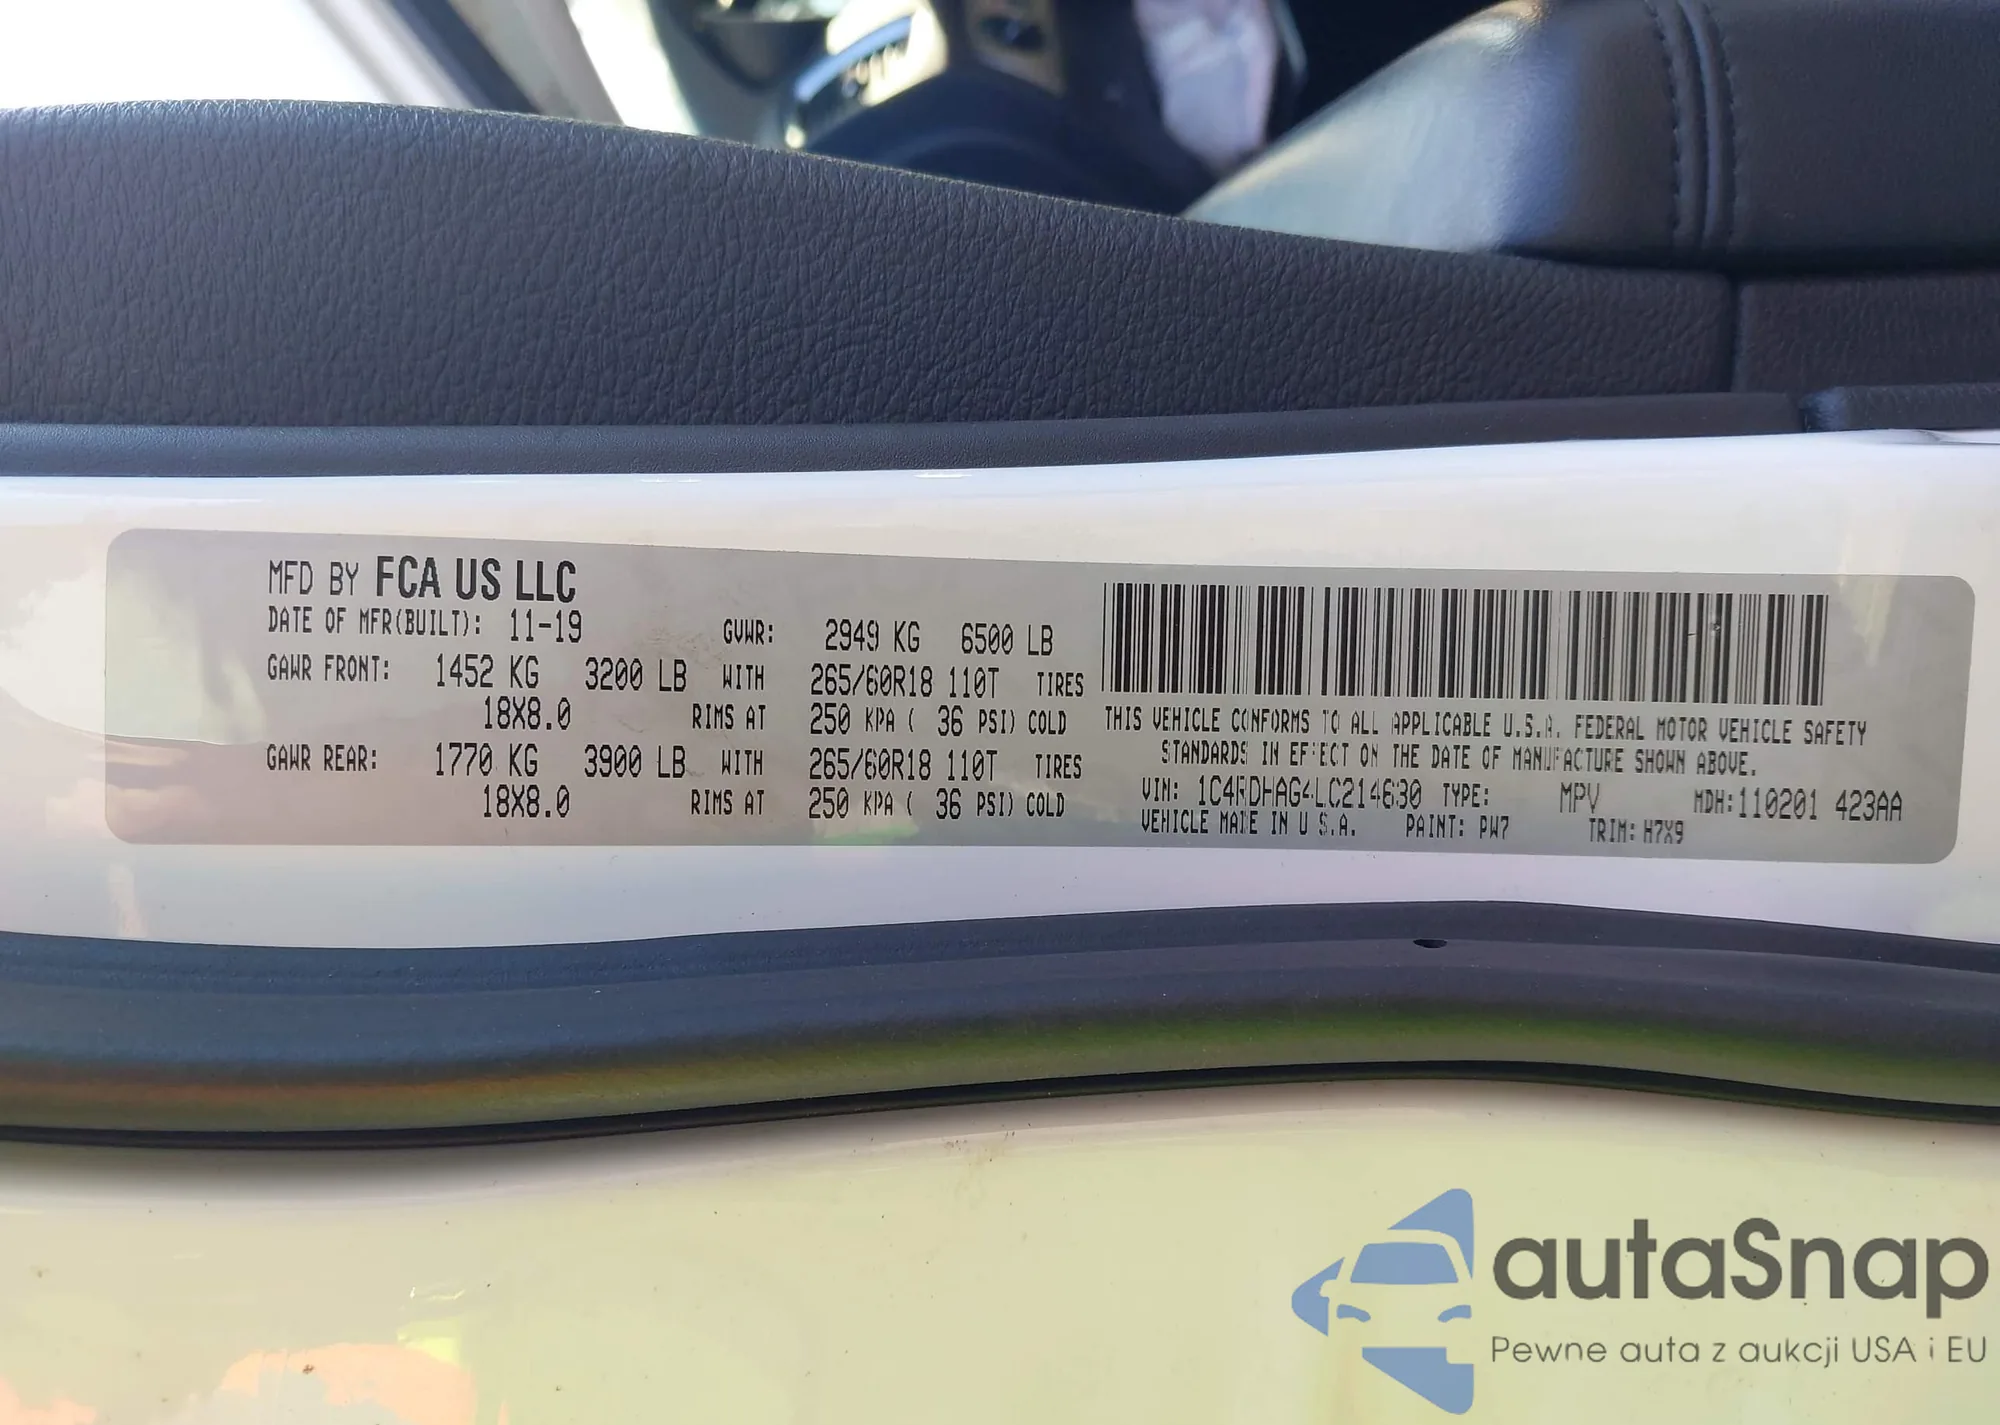 MFD BY FCA US LLC
DATE OF MFR(BUILT): 11-19 GVWR: 2949 KG 6500 LB
GAWR FRONT: 1452 KG 3200 LB WITH 265/60R18 110T TIRES
18X8.0 RIMS AT 250 KPA ( 36 PSI) COLD
GAWR REAR: 1770 KG 3900 LB WITH 265/60R18 110T TIRES
18X8.0 RIMS AT 250 KPA ( 36 PSI) COLD
THIS VEHICLE CONFORMS TO ALL APPLICABLE U.S.A. FEDERAL MOTOR VEHICLE SAFETY
STANDARDS IN EFFECT ON THE DATE OF MANUFACTURE SHOWN ABOVE.
VIN: 1C4RDHAG4LC214630 TYPE: MPV MDH: 110201 423AA
VEHICLE MADE IN U.S.A. PAINT: PW7 TRIM: H7X9
autaSnap
Pewne auta z aukcji USA i EU